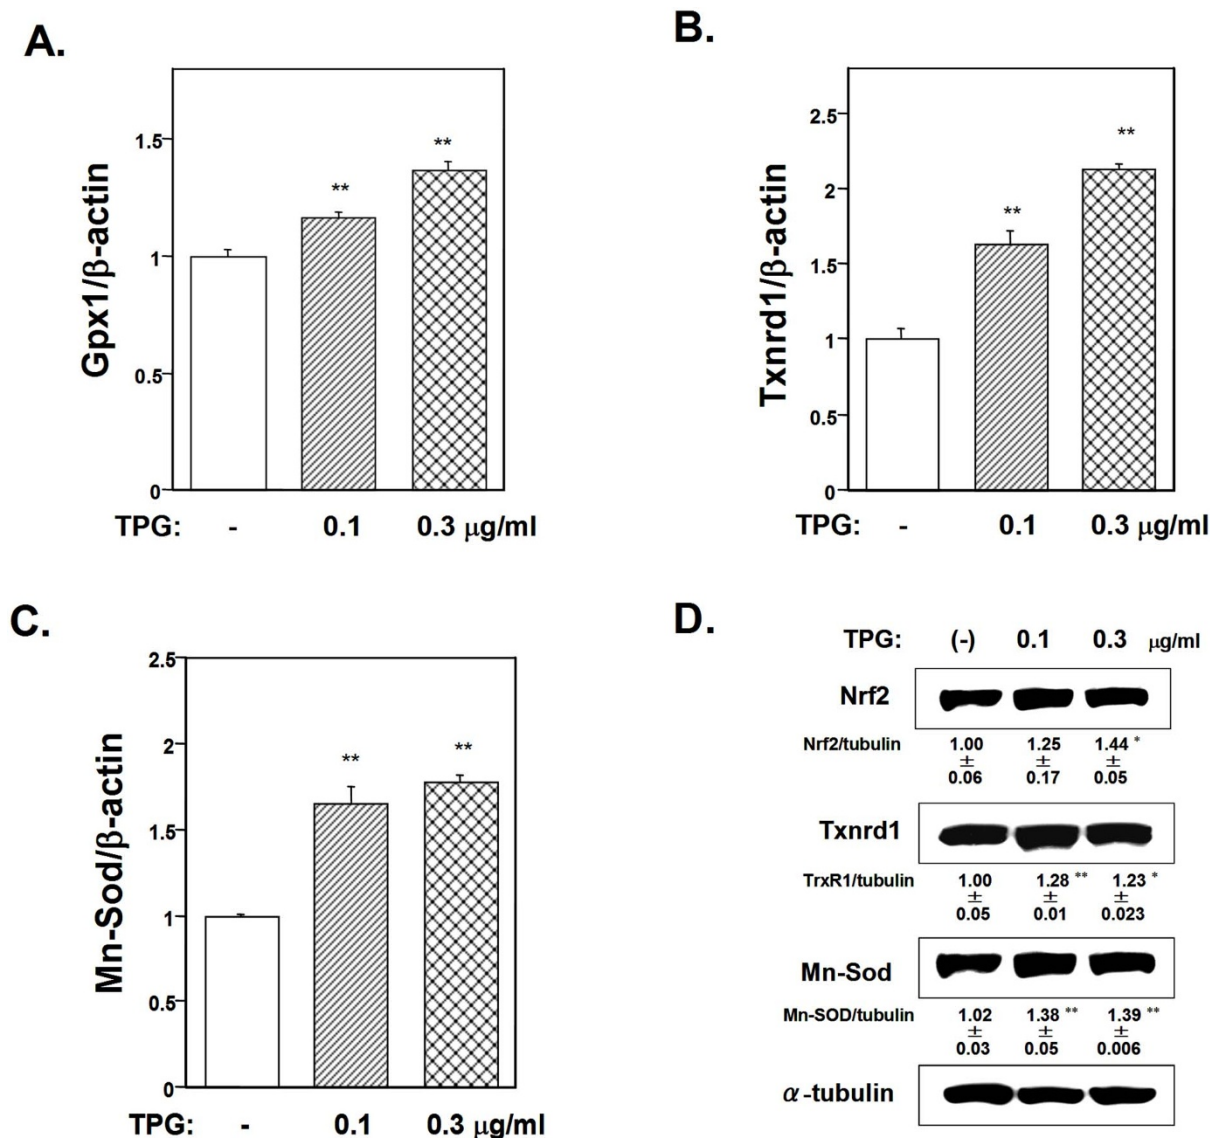 A.
Gpx1/β-actin
1.5
1
0.5
0
**
**
TPG: - 0.1 0.3 μg/ml
B.
Txnrd1/β-actin
2.5
2
1.5
1
0.5
0
**
**
TPG: - 0.1 0.3 μg/ml
C.
Mn-Sod/β-actin
2.5
2
1.5
1
0.5
0
**
**
TPG: - 0.1 0.3 μg/ml
D.
TPG: (-) 0.1 0.3 μg/ml
Nrf2
Nrf2/tubulin 1.00 1.25 1.44 *
± ± ±
0.06 0.17 0.05
Txnrd1
TrxR1/tubulin 1.00 1.28 ** 1.23 *
± ± ±
0.05 0.01 0.023
Mn-Sod
Mn-SOD/tubulin 1.02 1.38 ** 1.39 **
± ± ±
0.03 0.05 0.006
α-tubulin